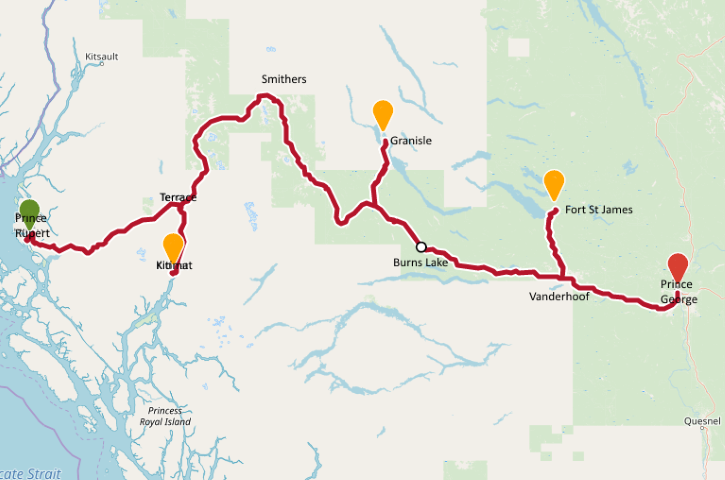 Kitsault
Smithers
Granisle
Terrace
Prince
Rupert
Fort St James
Kitimat
Burns Lake
Prince
George
Vanderhoof
Princess
Royal Island
Quesnel
cate Strait